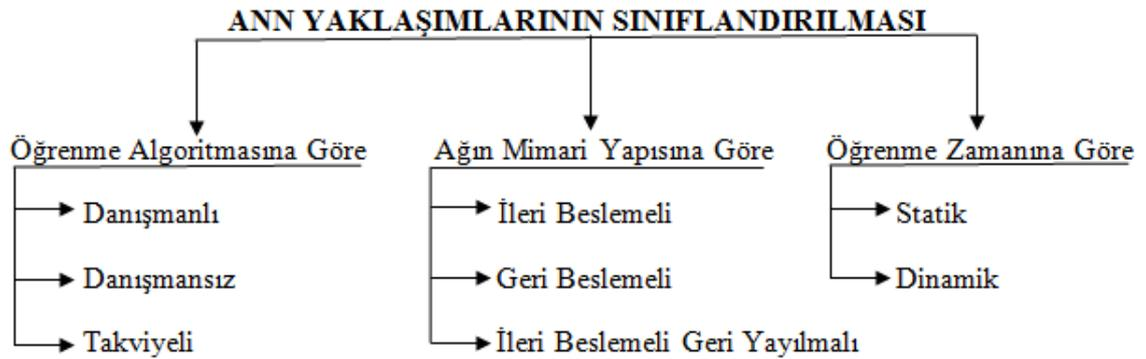 ANN YAKLAŞIMLARININ SINIFLANDIRILMASI
Öğrenme Algoritmasına Göre
Danışmanlı
Danışmansız
Takviyeli
Ağın Mimari Yapısına Göre
İleri Beslemeli
Geri Beslemeli
İleri Beslemeli Geri Yayılmalı
Öğrenme Zamanına Göre
Statik
Dinamik